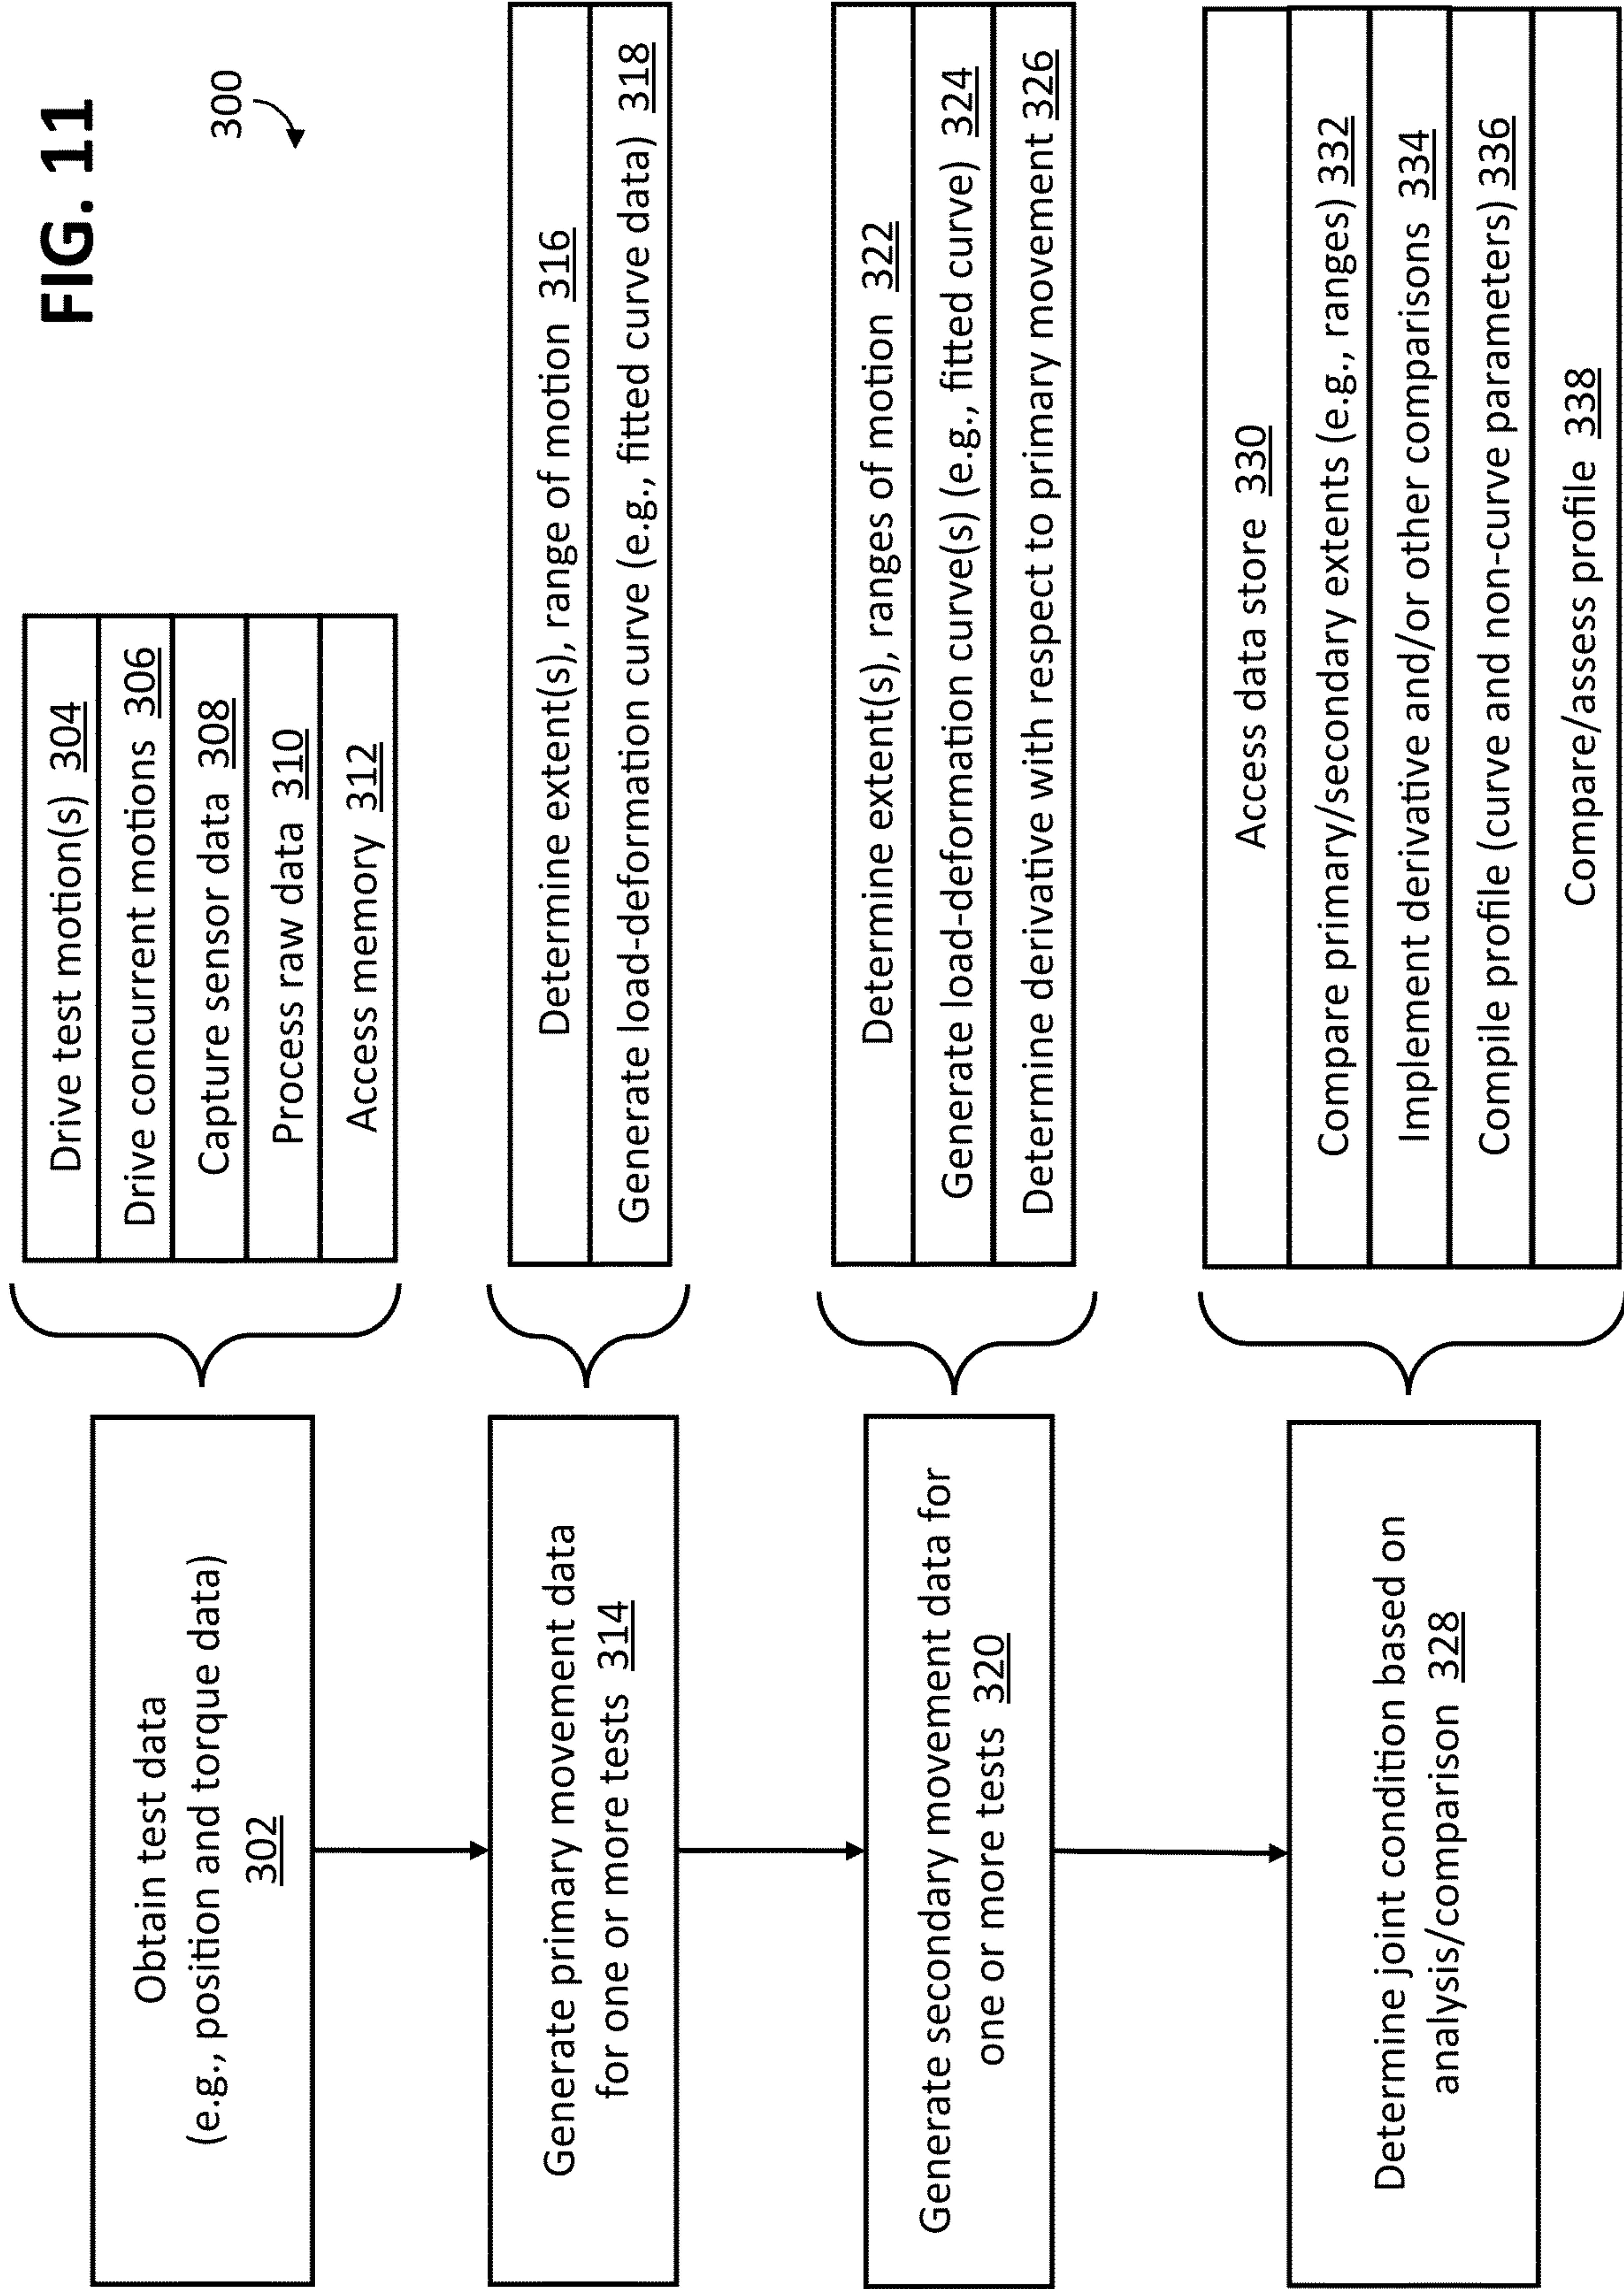 FIG. 11
300
Obtain test data
(e.g., position and torque data)
302
Drive test motion(s) 304
Drive concurrent motions 306
Capture sensor data 308
Process raw data 310
Access memory 312
Generate primary movement data
for one or more tests 314
Determine extent(s), range of motion 316
Generate load-deformation curve (e.g., fitted curve data) 318
Generate secondary movement data for
one or more tests 320
Determine extent(s), ranges of motion 322
Generate load-deformation curve(s) (e.g., fitted curve) 324
Determine derivative with respect to primary movement 326
Determine joint condition based on
analysis/comparison 328
Access data store 330
Compare primary/secondary extents (e.g., ranges) 332
Implement derivative and/or other comparisons 334
Compile profile (curve and non-curve parameters) 336
Compare/assess profile 338